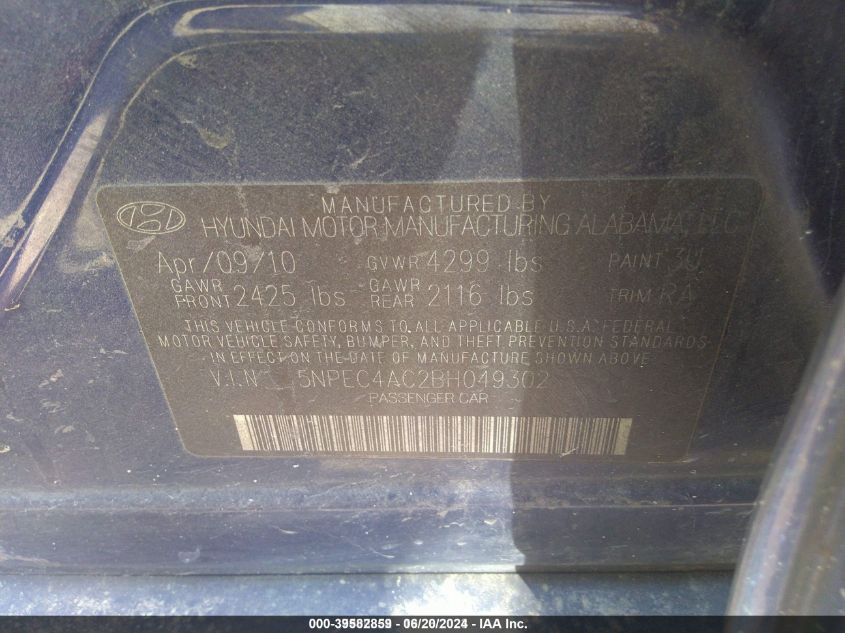 MANUFACTURED BY
HYUNDAI MOTOR MANUFACTURING ALABAMA, LLC
Apr/09/10 GVWR 4299 lbs PAINT 3U
GAWR FRONT 2425 lbs GAWR REAR 2116 lbs TRIM RA
THIS VEHICLE CONFORMS TO ALL APPLICABLE U.S.A. FEDERAL
MOTOR VEHICLE SAFETY, BUMPER, AND THEFT PREVENTION STANDARDS
IN EFFECT ON THE DATE OF MANUFACTURE SHOWN ABOVE
V.I.N : 5NPEC4AC2BH049302
PASSENGER CAR
000-39582859 - 06/20/2024 - IAA Inc.